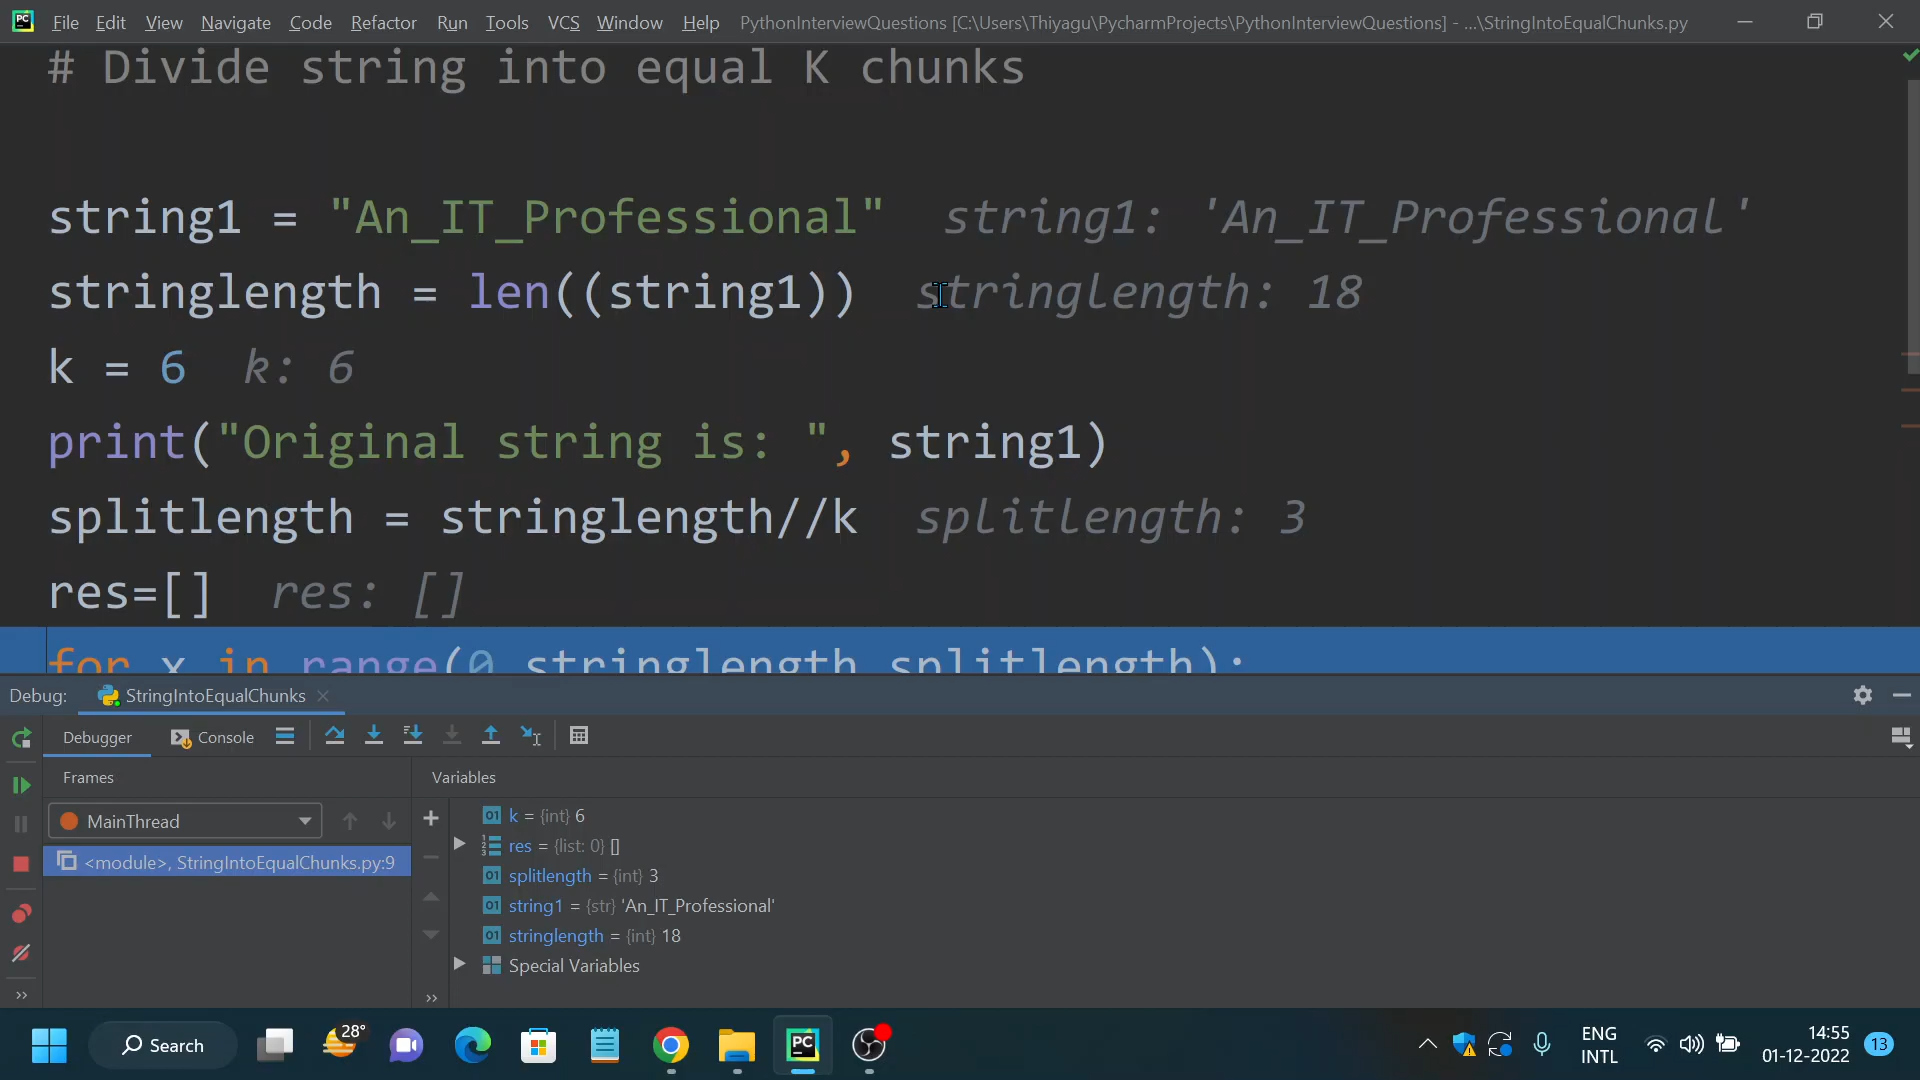 File Edit View Navigate Code Refactor Run Tools VCS Window Help PythonInterviewQuestions [C:\Users\Thiyagu\PycharmProjects\PythonInterviewQuestions] - ...\StringIntoEqualChunks.py
# Divide string into equal K chunks
string1 = "An_IT_Professional" string1: 'An_IT_Professional'
stringlength = len((string1)) stringlength: 18
k = 6 k: 6
print("Original string is: ", string1)
splitlength = stringlength//k splitlength: 3
res=[] res: []
for x in range(0,stringlength,splitlength):
Debug: StringIntoEqualChunks
Debugger Console
Frames Variables
MainThread
<module>, StringIntoEqualChunks.py:9
k = {int} 6
res = {list: 0} []
splitlength = {int} 3
string1 = {str} 'An_IT_Professional'
stringlength = {int} 18
Special Variables
Search
28°
PC
ENG
INTL
14:55
01-12-2022
13